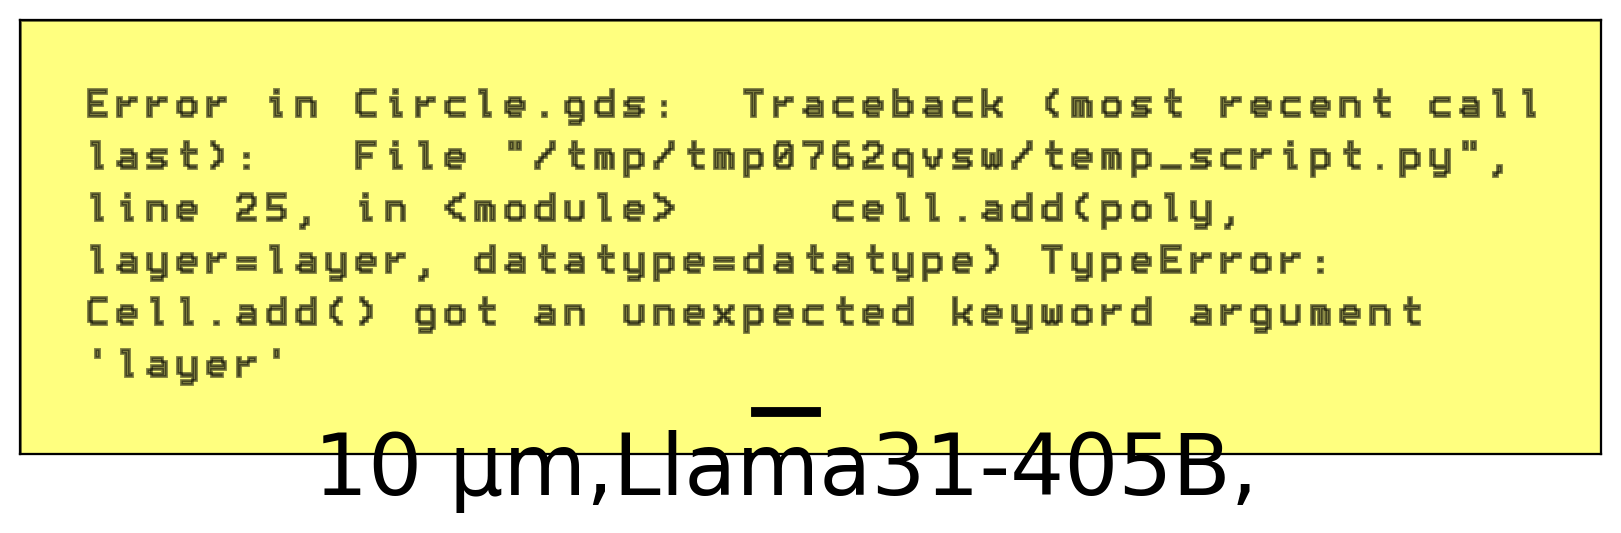 Error in Circle.gds:  Traceback (most recent call
last):   File "/tmp/tmp0762qvsw/temp_script.py",
line 25, in <module>     cell.add(poly,
layer=layer, datatype=datatype) TypeError:
Cell.add() got an unexpected keyword argument
'layer'
10 μm,Llama31-405B,